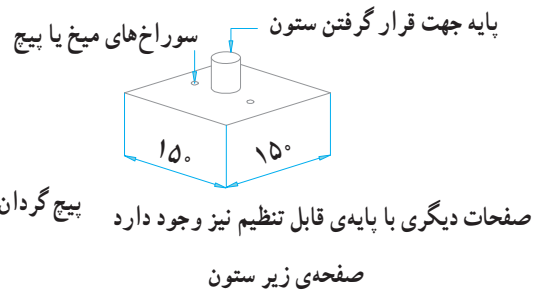 پایه جهت قرار گرفتن ستون
سوراخ‌های میخ یا پیچ
۱۵۰
۱۵۰
صفحات دیگری با پایه‌ی قابل تنظیم نیز وجود دارد
پیچ گردان
صفحه‌ی زیر ستون